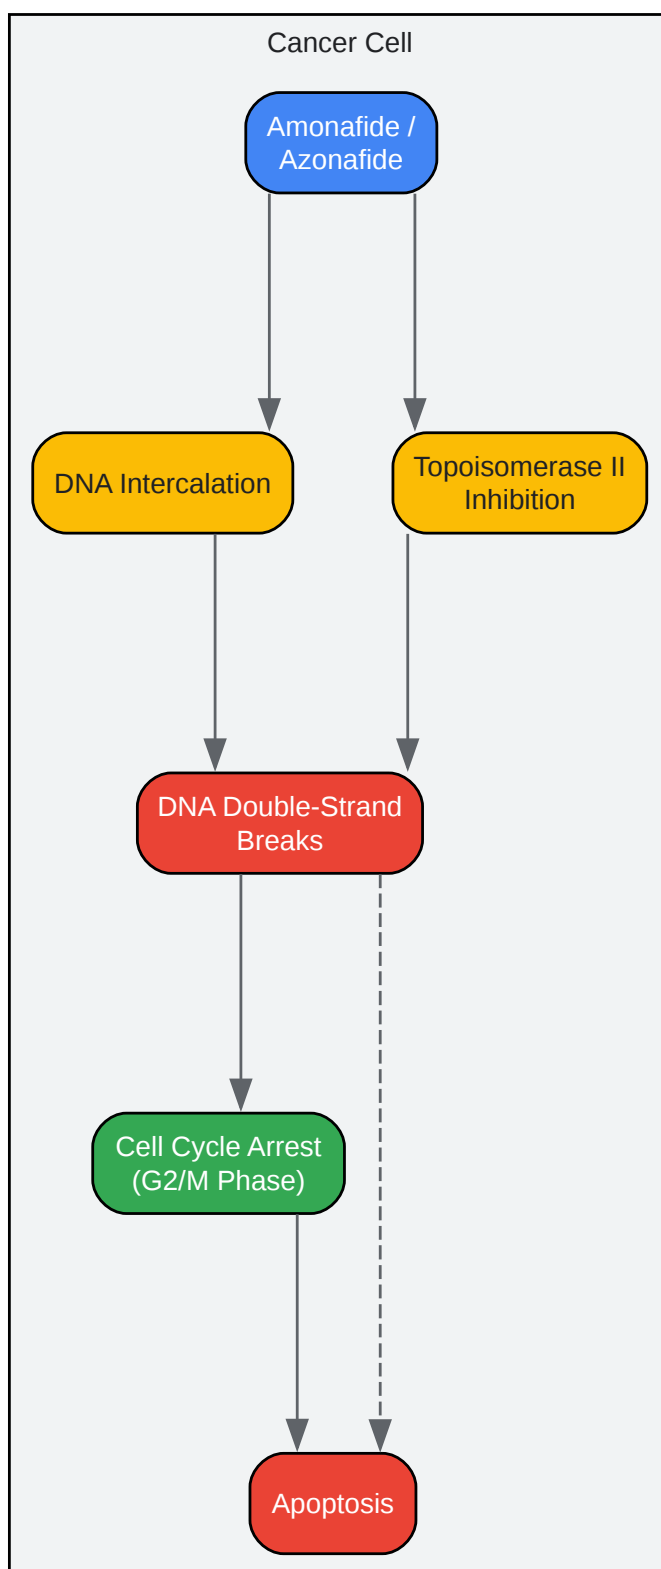 Cancer Cell
Amonafide /
Azonafide
DNA Intercalation
Topoisomerase II
Inhibition
DNA Double-Strand
Breaks
Cell Cycle Arrest
(G2/M Phase)
Apoptosis